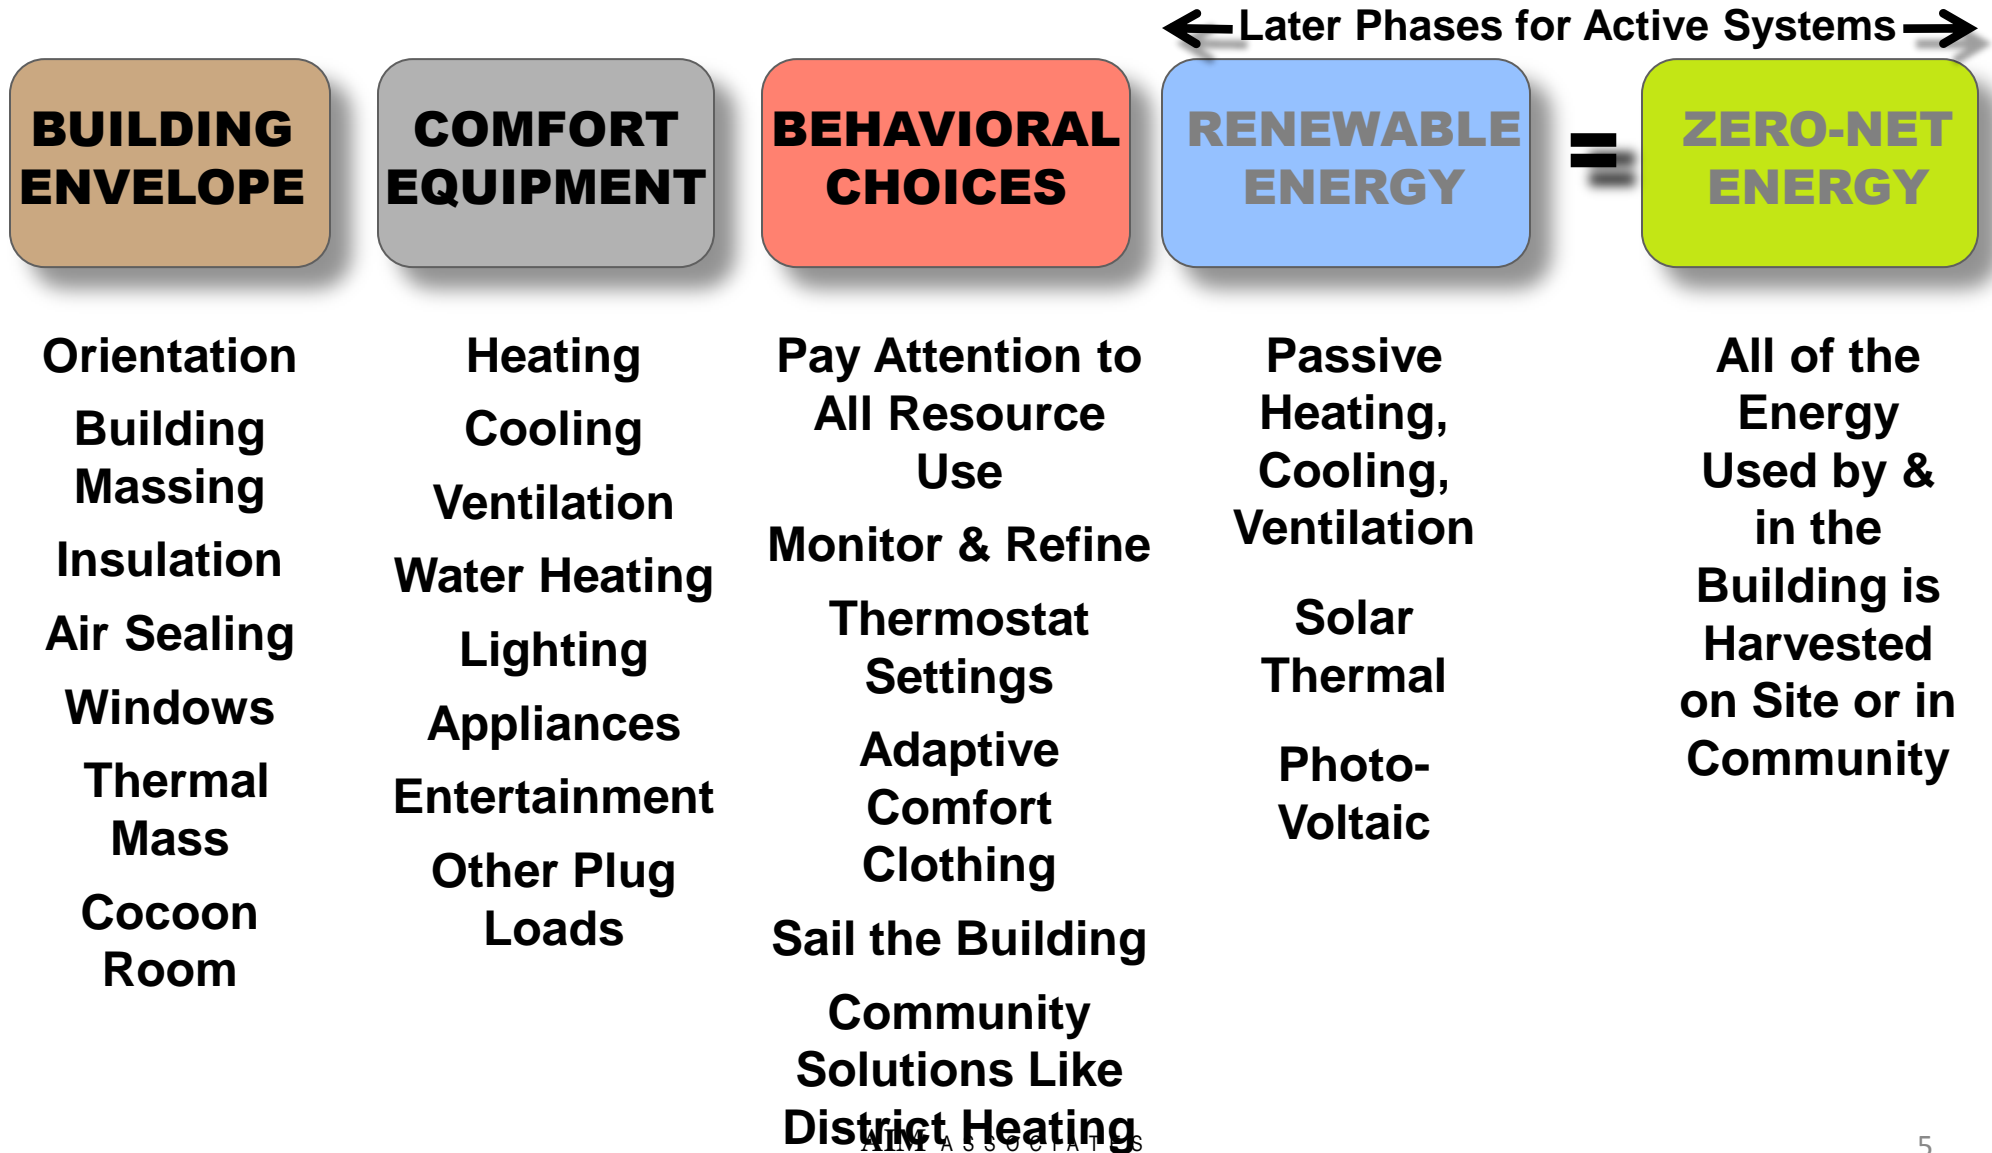 Later Phases for Active Systems
BUILDING
ENVELOPE
COMFORT
EQUIPMENT
BEHAVIORAL
CHOICES
RENEWABLE
ENERGY
=
ZERO-NET
ENERGY
Orientation
Building
Massing
Insulation
Air Sealing
Windows
Thermal
Mass
Cocoon
Room
Heating
Cooling
Ventilation
Water Heating
Lighting
Appliances
Entertainment
Other Plug
Loads
Pay Attention to
All Resource
Use
Monitor & Refine
Thermostat
Settings
Adaptive
Comfort
Clothing
Sail the Building
Community
Solutions Like
District Heating
Passive
Heating,
Cooling,
Ventilation
Solar
Thermal
Photo-
Voltaic
All of the
Energy
Used by &
in the
Building is
Harvested
on Site or in
Community
AIM ASSOCIATES
5